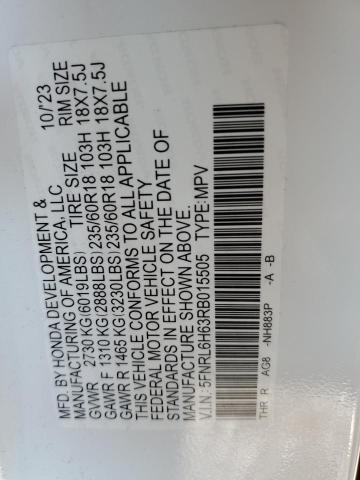 MFD. BY HONDA DEVELOPMENT & 10/'23
MANUFACTURING OF AMERICA, LLC
TIRE SIZE RIM SIZE
GVWR 2730 KG(6019LBS)
GAWR F 1310 KG(2888LBS) 235/60R18 103H 18X7.5J
GAWR R 1465 KG(3230LBS) 235/60R18 103H 18X7.5J
THIS VEHICLE CONFORMS TO ALL APPLICABLE
FEDERAL MOTOR VEHICLE SAFETY
STANDARDS IN EFFECT ON THE DATE OF
MANUFACTURE SHOWN ABOVE.
V.I.N.: 5FNRL6H63RB015505 TYPE:MPV
THR R AG8 -NH883P -A -B